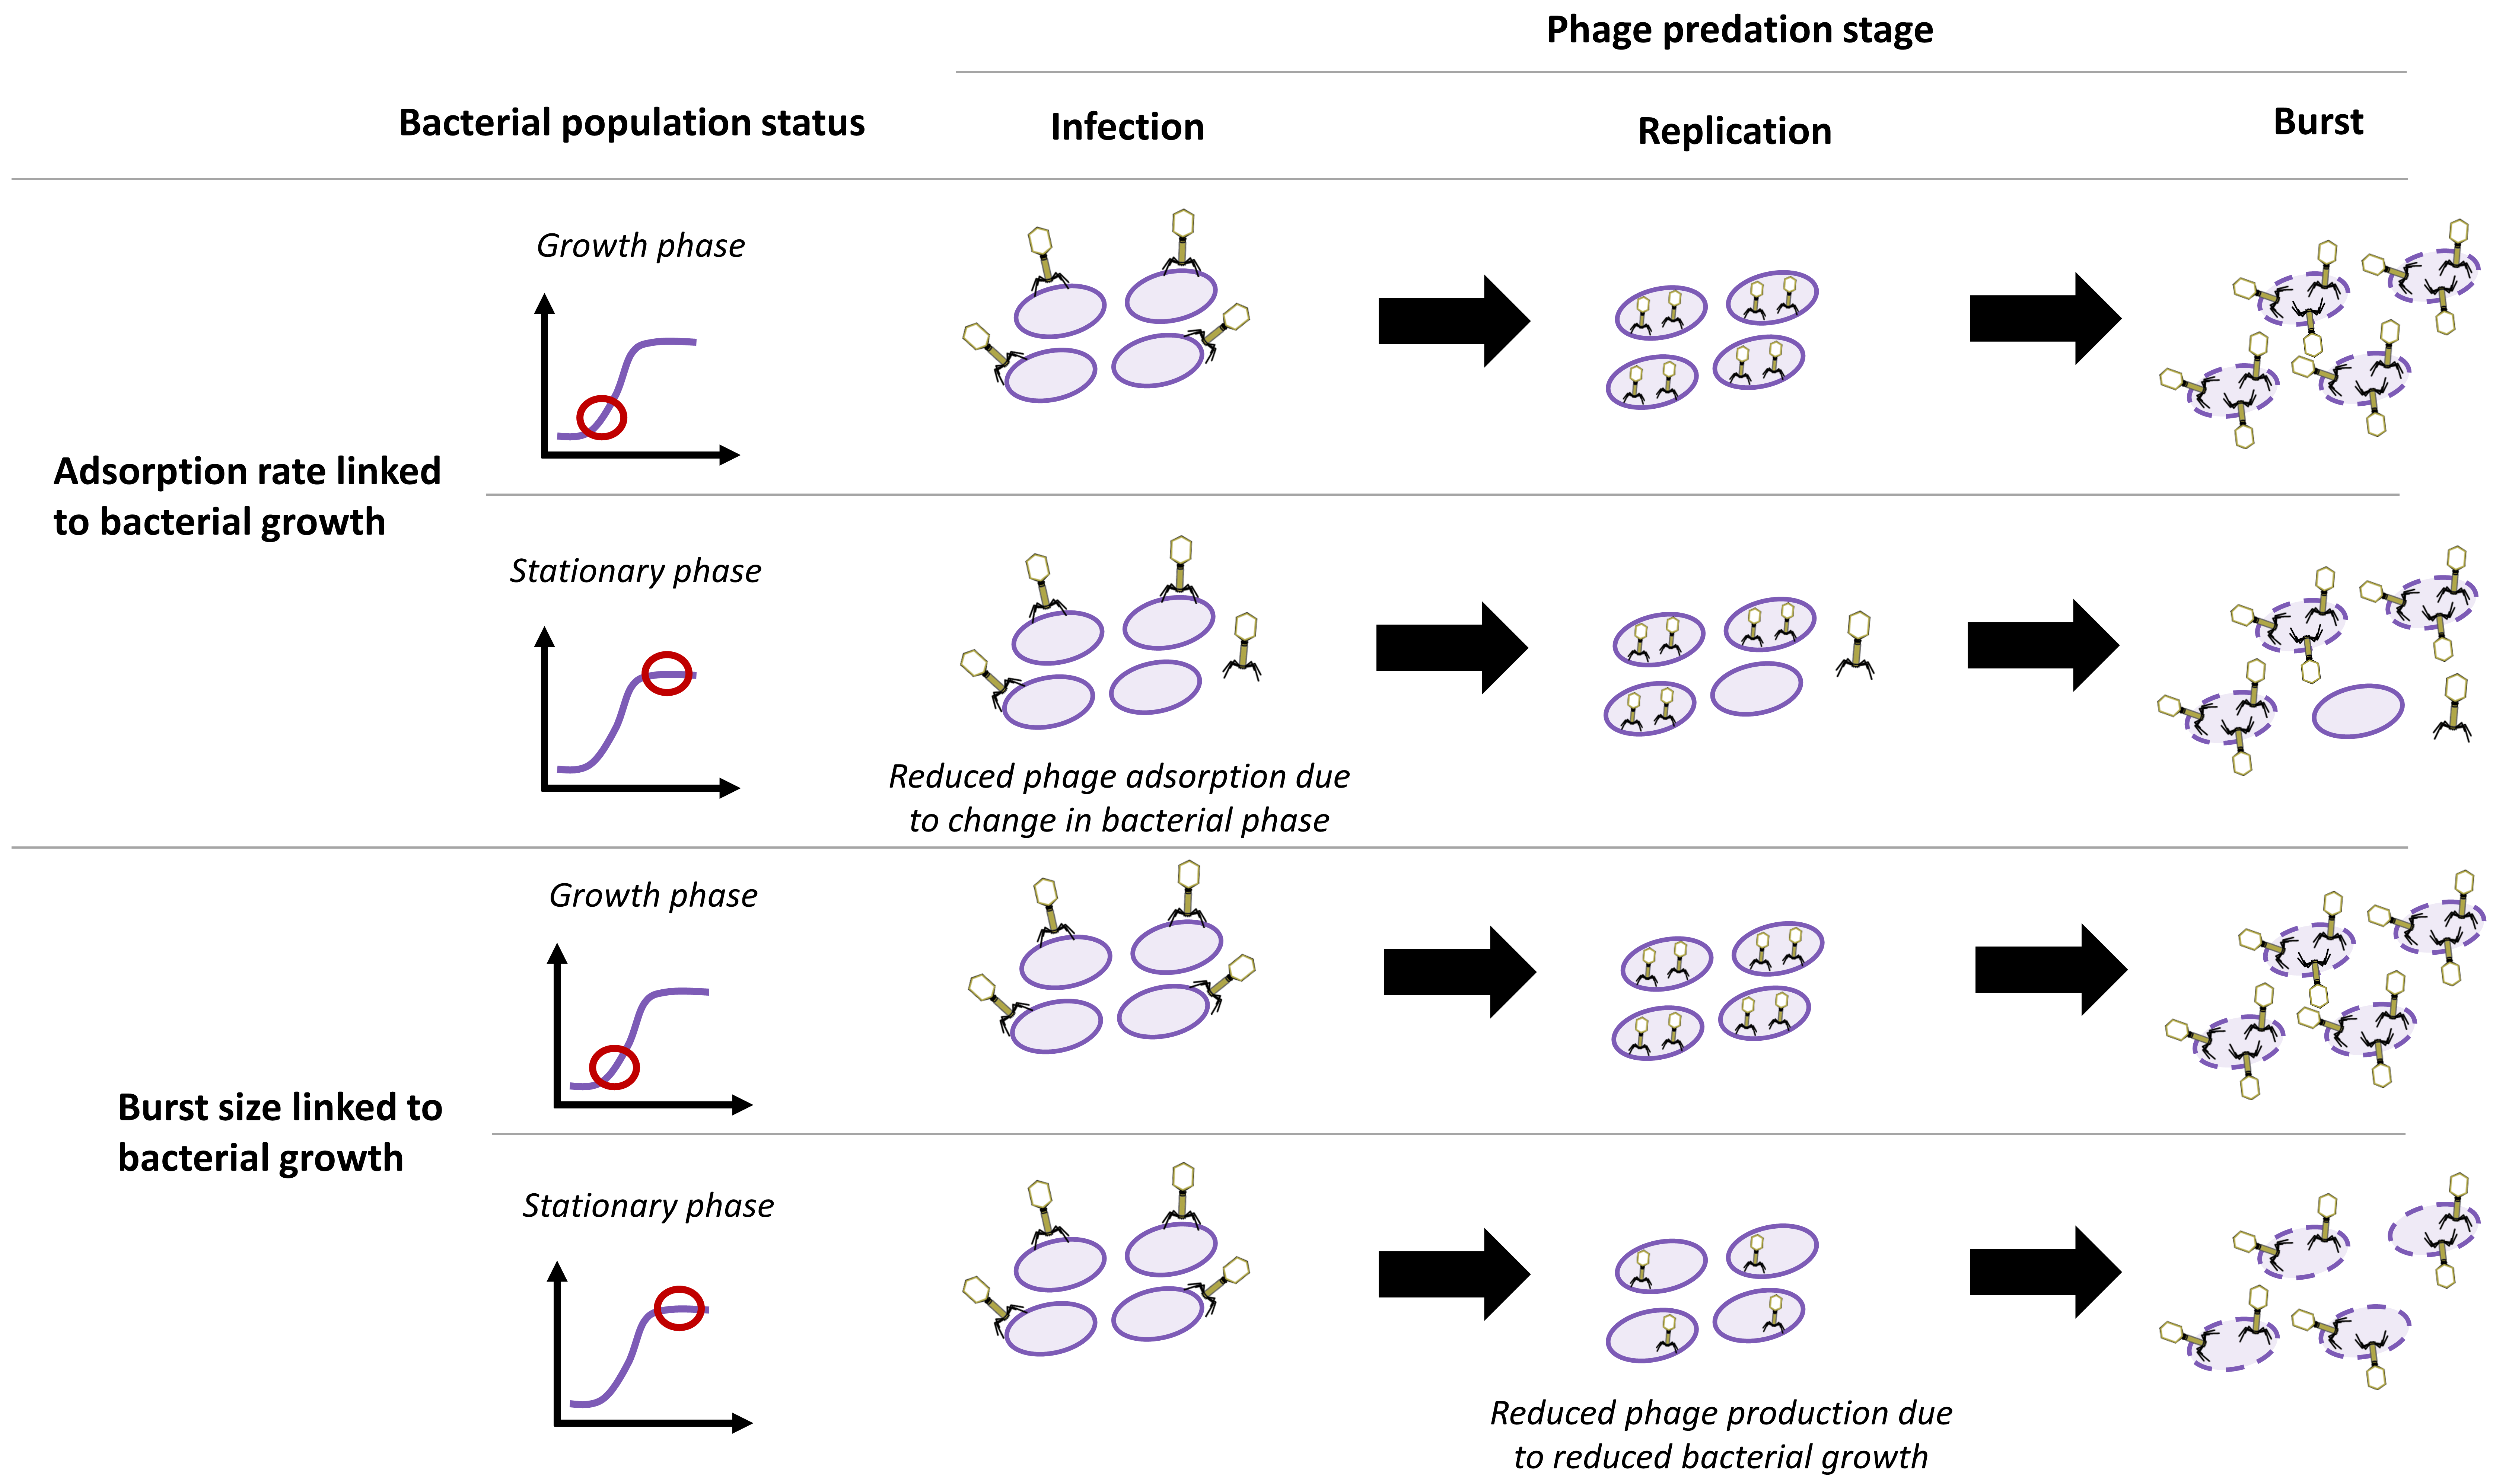 Phage predation stage
Bacterial population status
Infection
Replication
Burst
Adsorption rate linked
to bacterial growth
Growth phase
Stationary phase
Reduced phage adsorption due
to change in bacterial phase
Burst size linked to
bacterial growth
Growth phase
Stationary phase
Reduced phage production due
to reduced bacterial growth